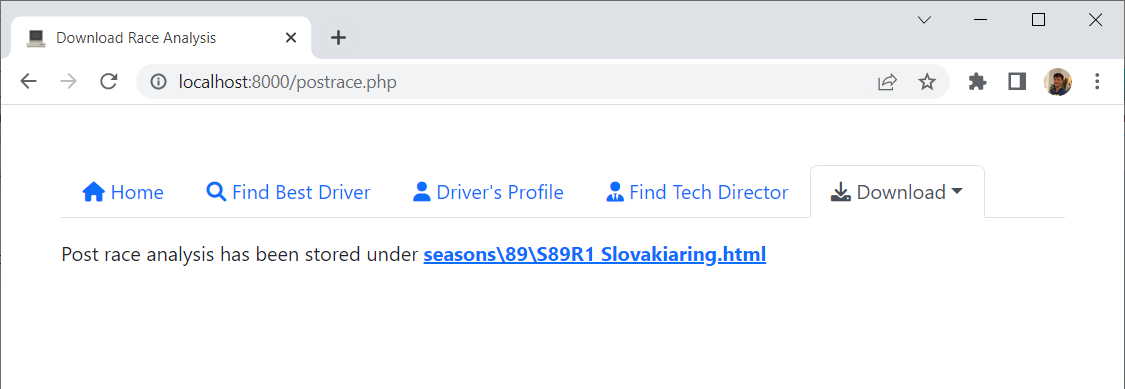 Download Race Analysis
localhost:8000/postrace.php
Home Find Best Driver Driver's Profile Find Tech Director Download
Post race analysis has been stored under seasons\89\S89R1 Slovakiaring.html